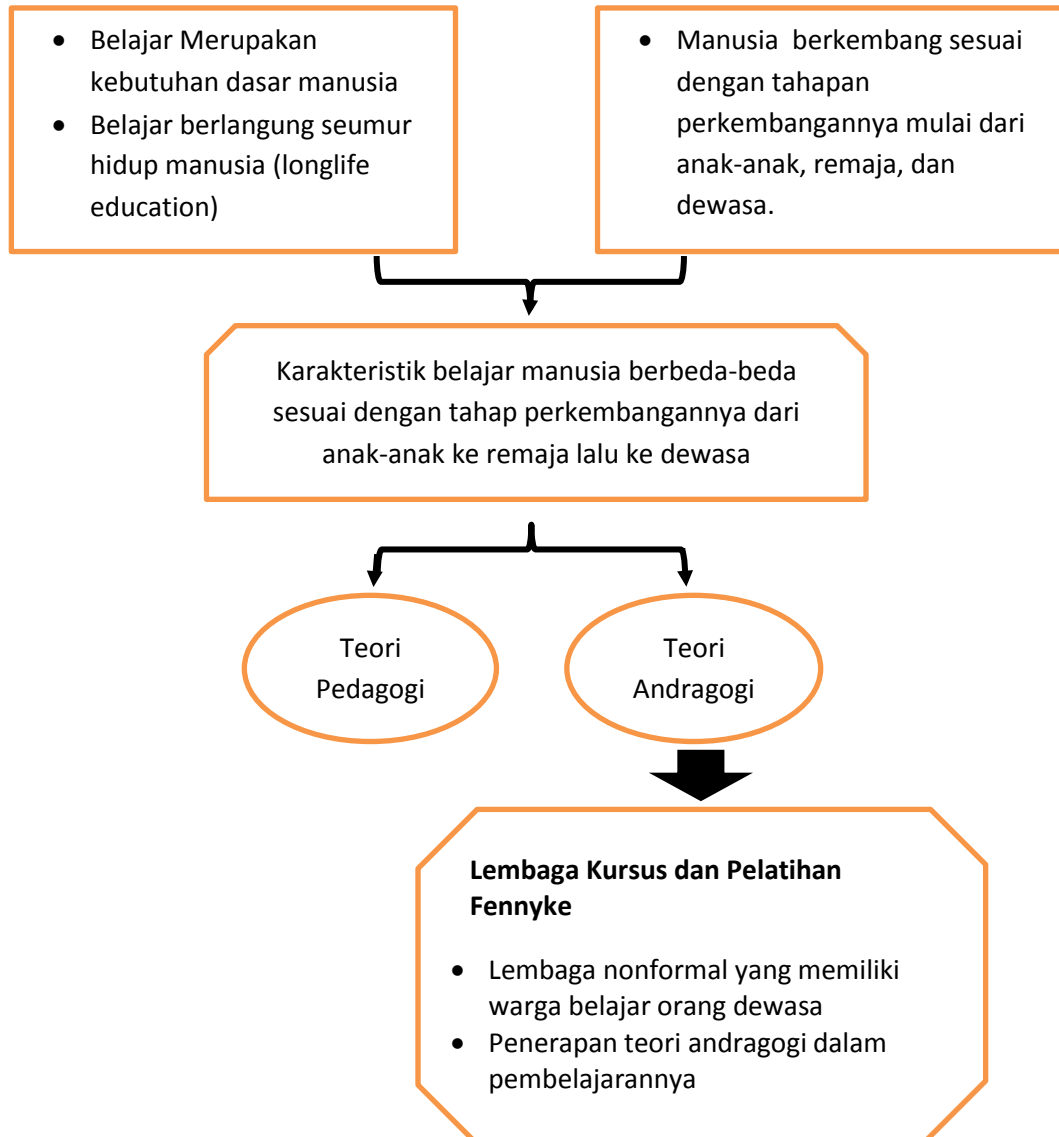 • Belajar Merupakan
kebutuhan dasar manusia
• Belajar berlangung seumur
hidup manusia (longlife
education)
• Manusia berkembang sesuai
dengan tahapan
perkembangannya mulai dari
anak-anak, remaja, dan
dewasa.
Karakteristik belajar manusia berbeda-beda
sesuai dengan tahap perkembangannya dari
anak-anak ke remaja lalu ke dewasa
Teori
Pedagogi
Teori
Andragogi
Lembaga Kursus dan Pelatihan
Fennyke
• Lembaga nonformal yang memiliki
warga belajar orang dewasa
• Penerapan teori andragogi dalam
pembelajarannya